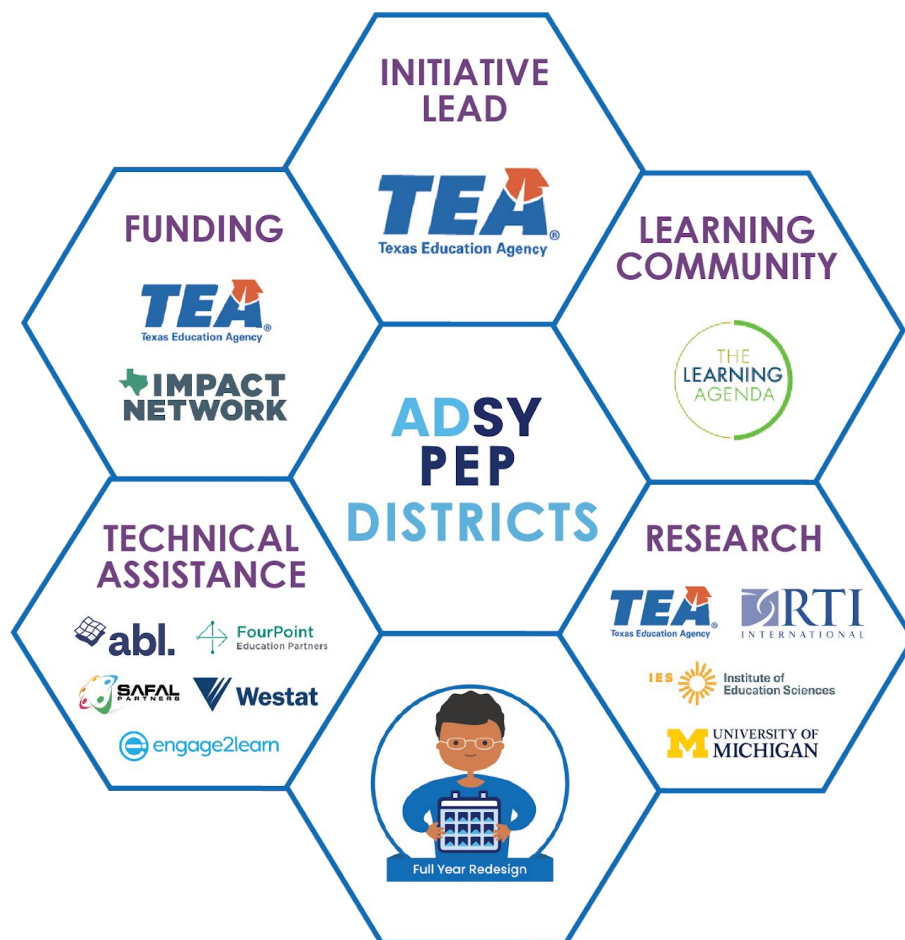 INITIATIVE
LEAD
TEA®
Texas Education Agency
FUNDING
TEA®
Texas Education Agency
IMPACT
NETWORK
LEARNING
COMMUNITY
THE
LEARNING
AGENDA
ADSY
PEP
DISTRICTS
TECHNICAL
ASSISTANCE
abl.
FourPoint
Education Partners
SAFAL
PARTNERS
Westat
engage2learn
RESEARCH
TEA®
Texas Education Agency
RTI
INTERNATIONAL
IES
Institute of
Education Sciences
M
UNIVERSITY OF
MICHIGAN
Full Year Redesign